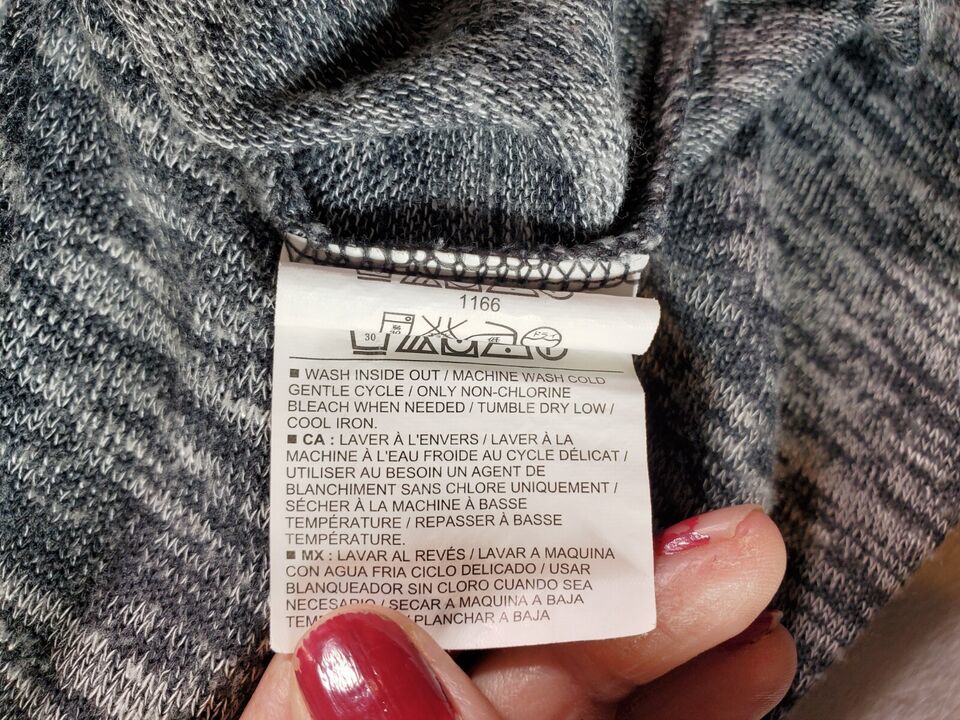 1166
30
■ WASH INSIDE OUT / MACHINE WASH COLD
GENTLE CYCLE / ONLY NON-CHLORINE
BLEACH WHEN NEEDED / TUMBLE DRY LOW /
COOL IRON.
■ CA : LAVER À L'ENVERS / LAVER À LA
MACHINE À L'EAU FROIDE AU CYCLE DÉLICAT /
UTILISER AU BESOIN UN AGENT DE
BLANCHIMENT SANS CHLORE UNIQUEMENT /
SÉCHER À LA MACHINE À BASSE
TEMPÉRATURE / REPASSER À BASSE
TEMPÉRATURE.
■ MX : LAVAR AL REVÉS / LAVAR A MAQUINA
CON AGUA FRIA CICLO DELICADO / USAR
BLANQUEADOR SIN CLORO CUANDO SEA
NECESARIO / SECAR A MAQUINA A BAJA
/ PLANCHAR A BAJA